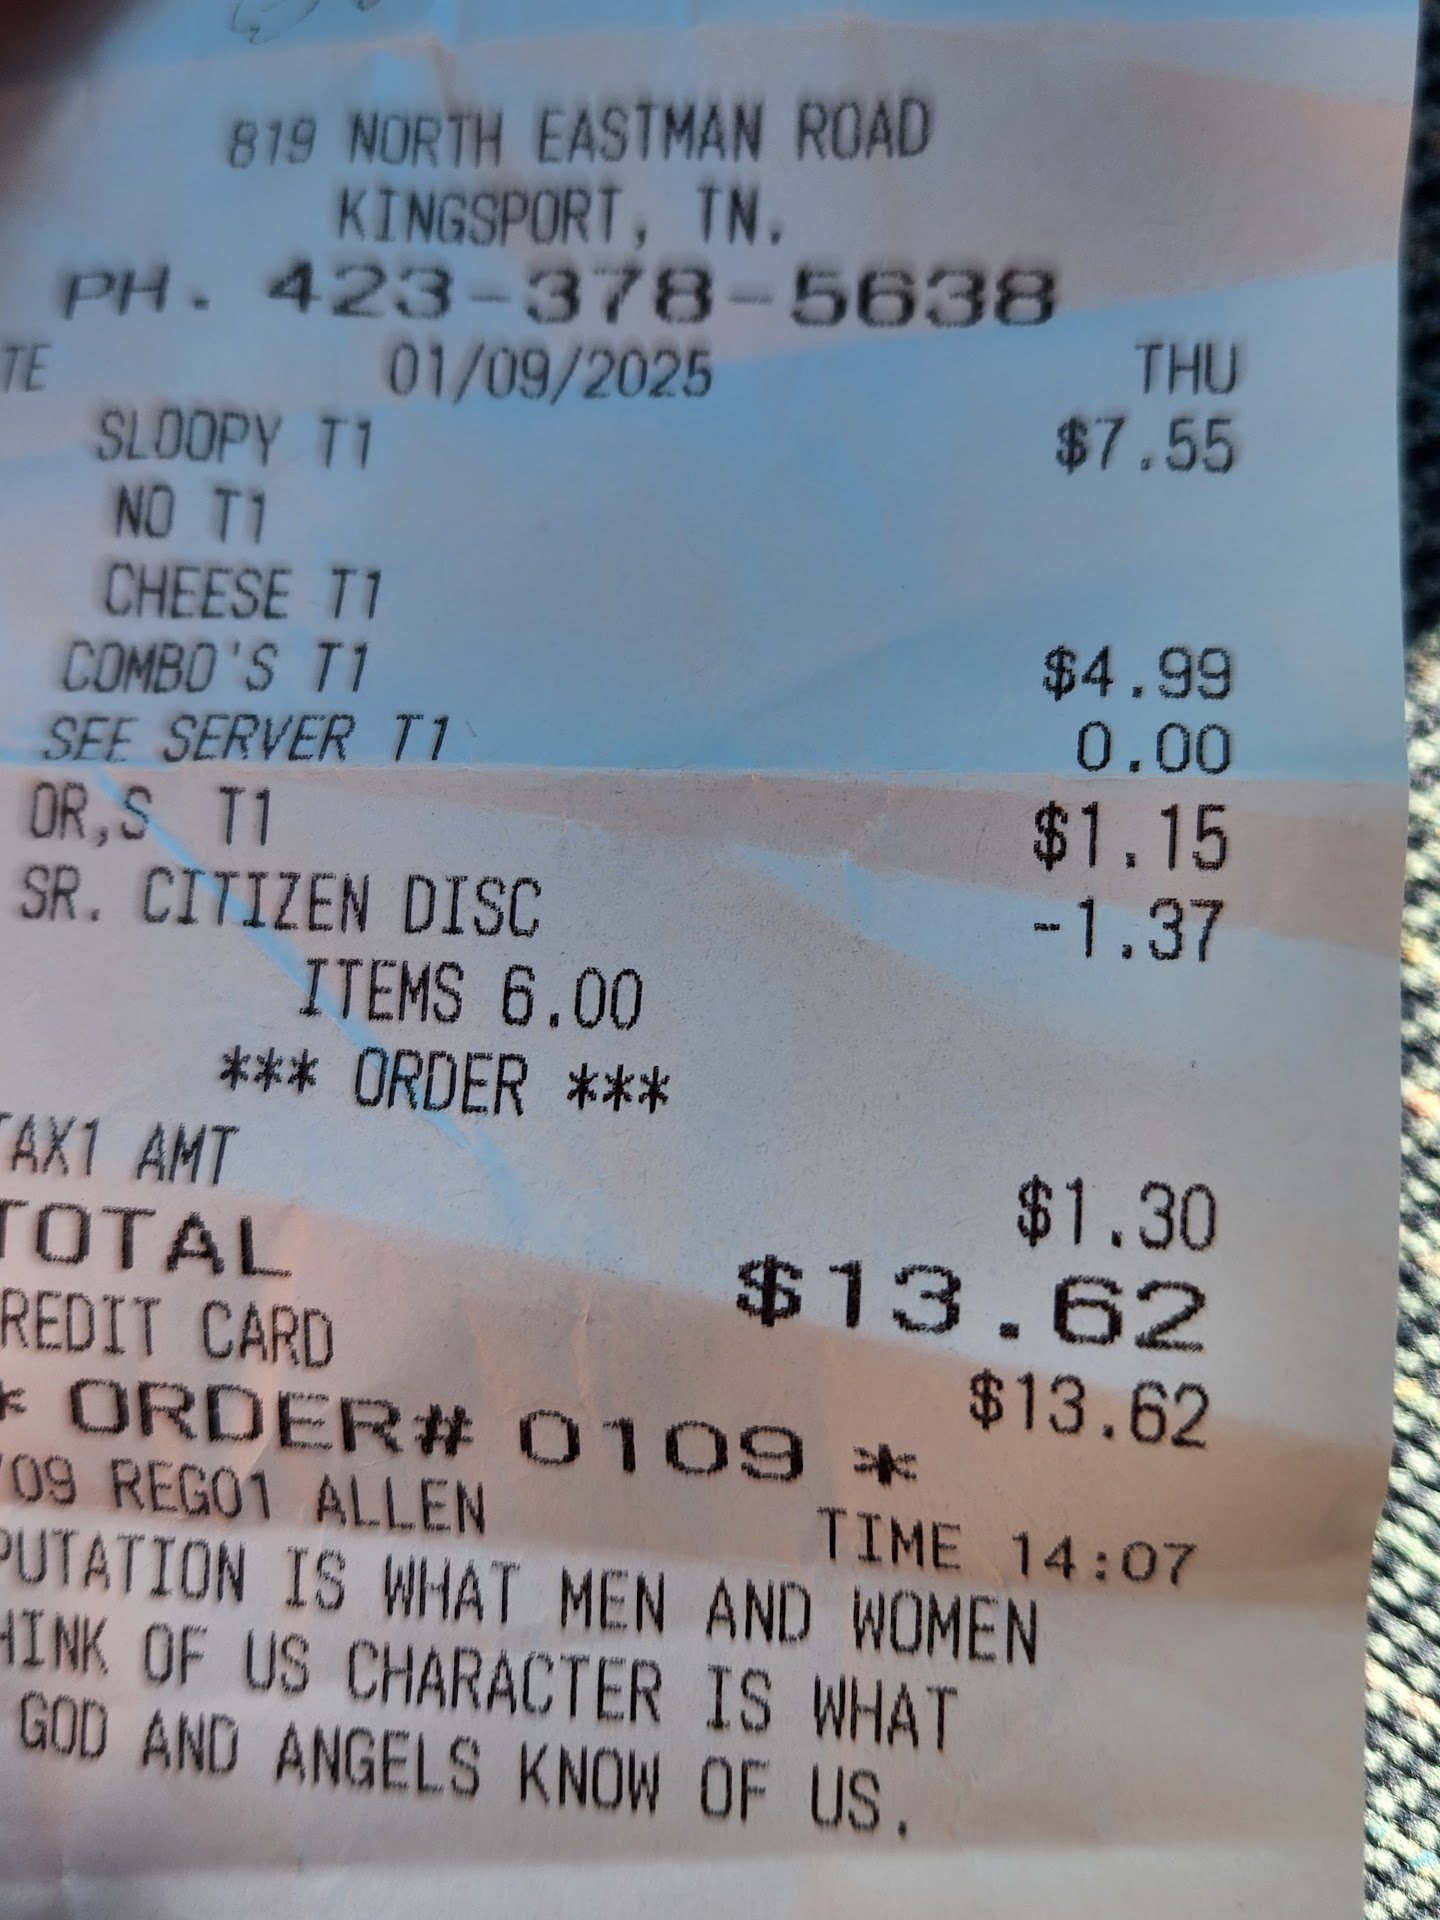 819 NORTH EASTMAN ROAD
KINGSPORT, TN.
PH. 423-378-5638
TE 01/09/2025 THU
SLOOPY T1 $7.55
NO T1
CHEESE T1
COMBO'S T1 $4.99
SEE SERVER T1 0.00
DR,S T1 $1.15
SR. CITIZEN DISC -1.37
ITEMS 6.00
*** ORDER ***
TAX1 AMT $1.30
TOTAL $13.62
REDIT CARD $13.62
* ORDER# 0109 *
/09 REG01 ALLEN TIME 14:07
PUTATION IS WHAT MEN AND WOMEN
HINK OF US CHARACTER IS WHAT
GOD AND ANGELS KNOW OF US.